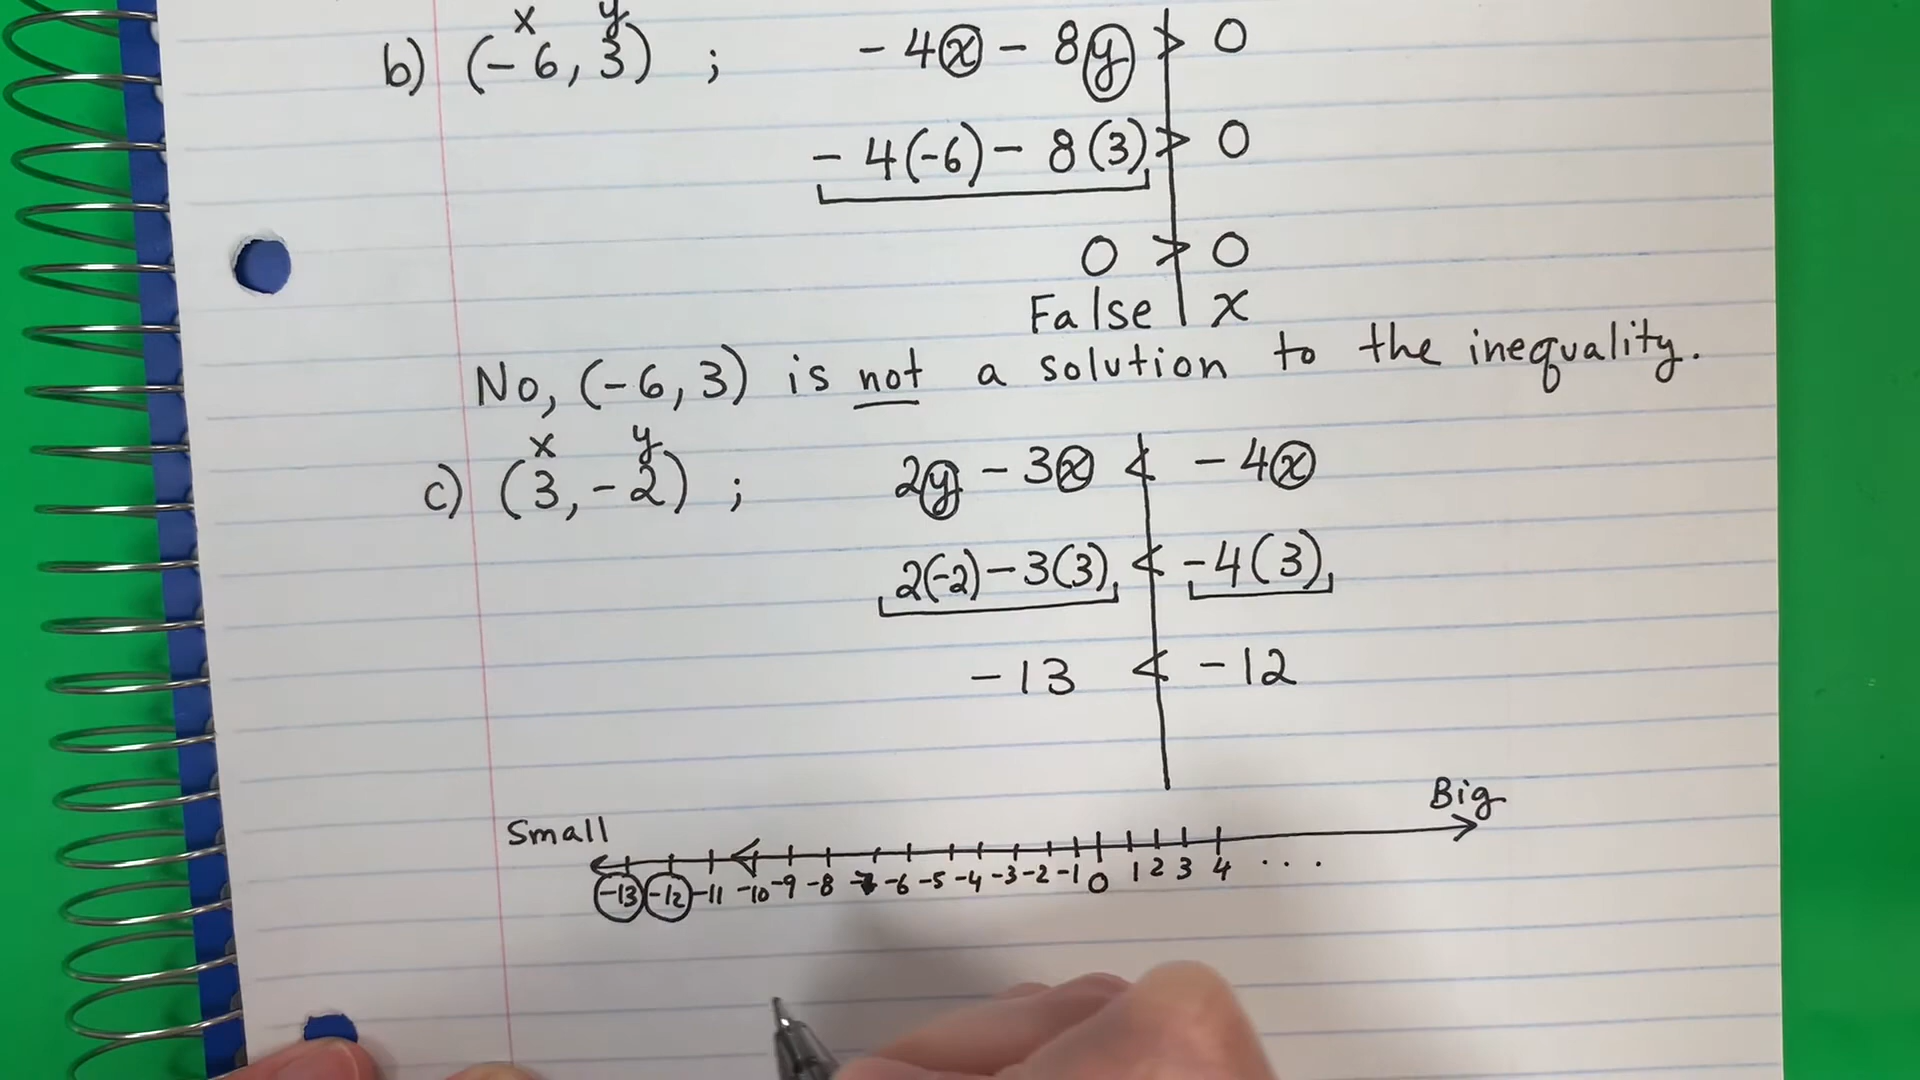 x y
b) (-6, 3) ; -4x - 8y > 0
-4(-6) - 8(3) > 0
0 > 0
False x
No, (-6, 3) is not a solution to the inequality.
x y
c) (3, -2) ; 2y - 3x < -4x
2(-2) - 3(3) < -4(3)
-13 < -12
Small Big
-13 -12 -11 -10 -9 -8 -7 -6 -5 -4 -3 -2 -1 0 1 2 3 4 ...